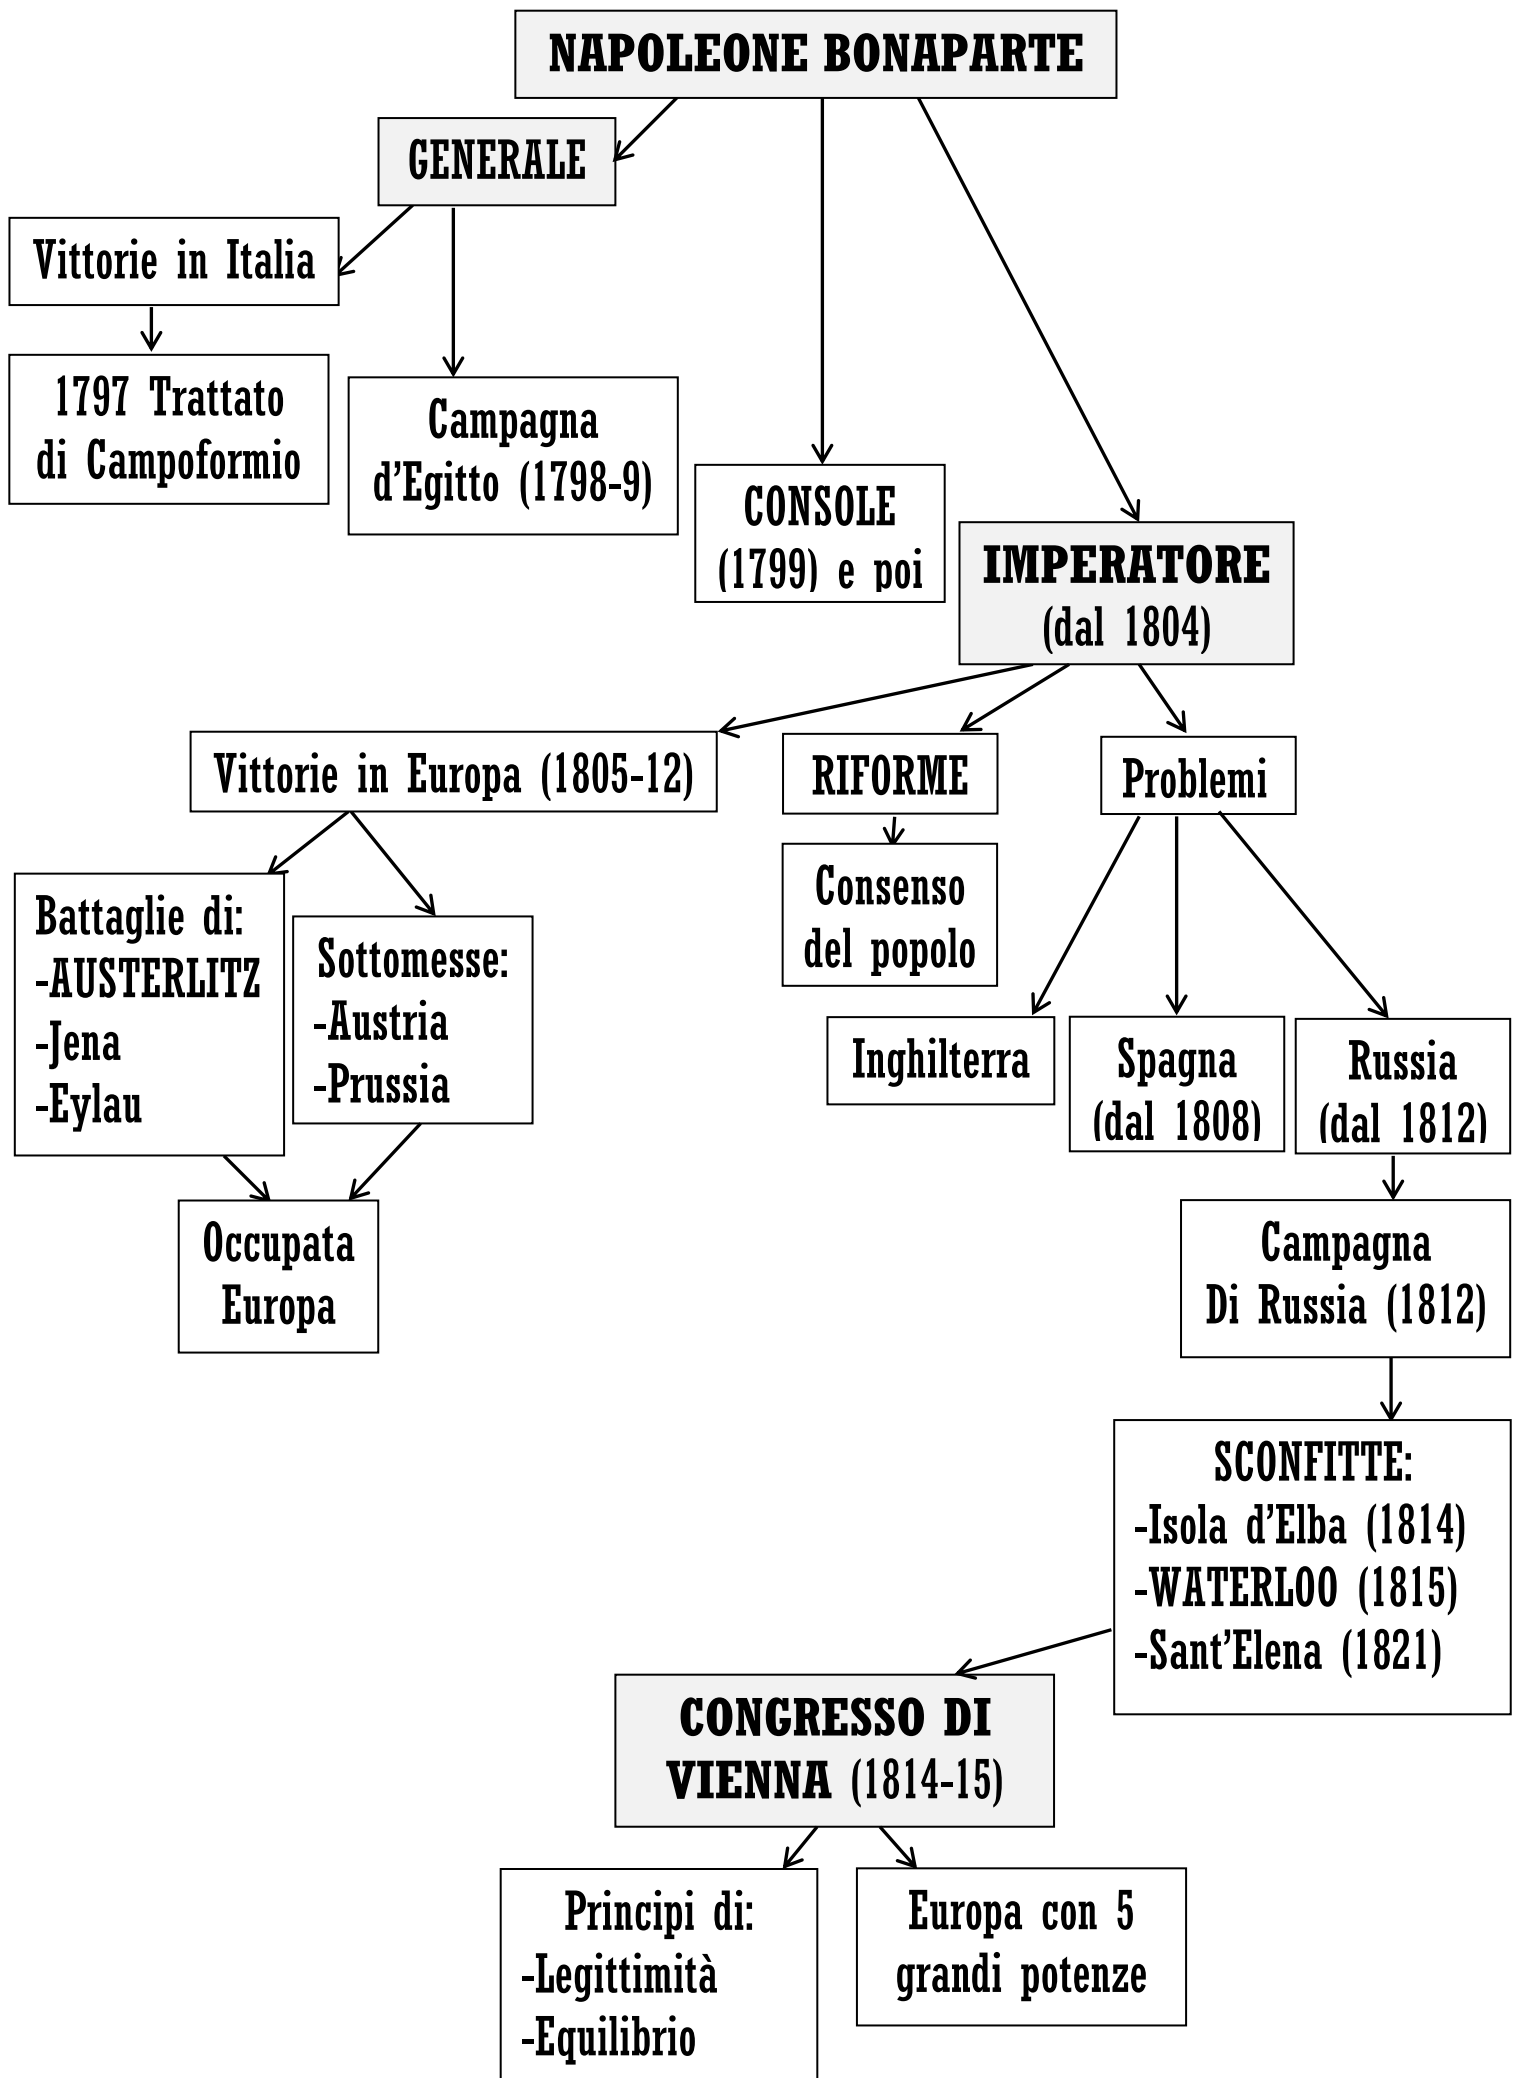 NAPOLEONE BONAPARTE
GENERALE
Vittorie in Italia
1797 Trattato
di Campoformio
Campagna
d’Egitto (1798-9)
CONSOLE
(1799) e poi
IMPERATORE
(dal 1804)
Vittorie in Europa (1805-12)
RIFORME
Problemi
Battaglie di:
-AUSTERLITZ
-Jena
-Eylau
Sottomesse:
-Austria
-Prussia
Consenso
del popolo
Inghilterra
Spagna
(dal 1808)
Russia
(dal 1812)
Occupata
Europa
Campagna
Di Russia (1812)
SCONFITTE:
-Isola d’Elba (1814)
-WATERLOO (1815)
-Sant’Elena (1821)
CONGRESSO DI
VIENNA (1814-15)
Principi di:
-Legittimità
-Equilibrio
Europa con 5
grandi potenze